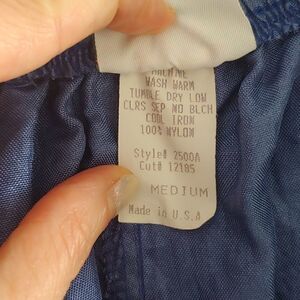 MACHINE
WASH WARM
TUMBLE DRY LOW
CLRS SEP NO BLCH
COOL IRON
100% NYLON
Style# 2500A
Cut# 12185
MEDIUM
Made in U.S.A